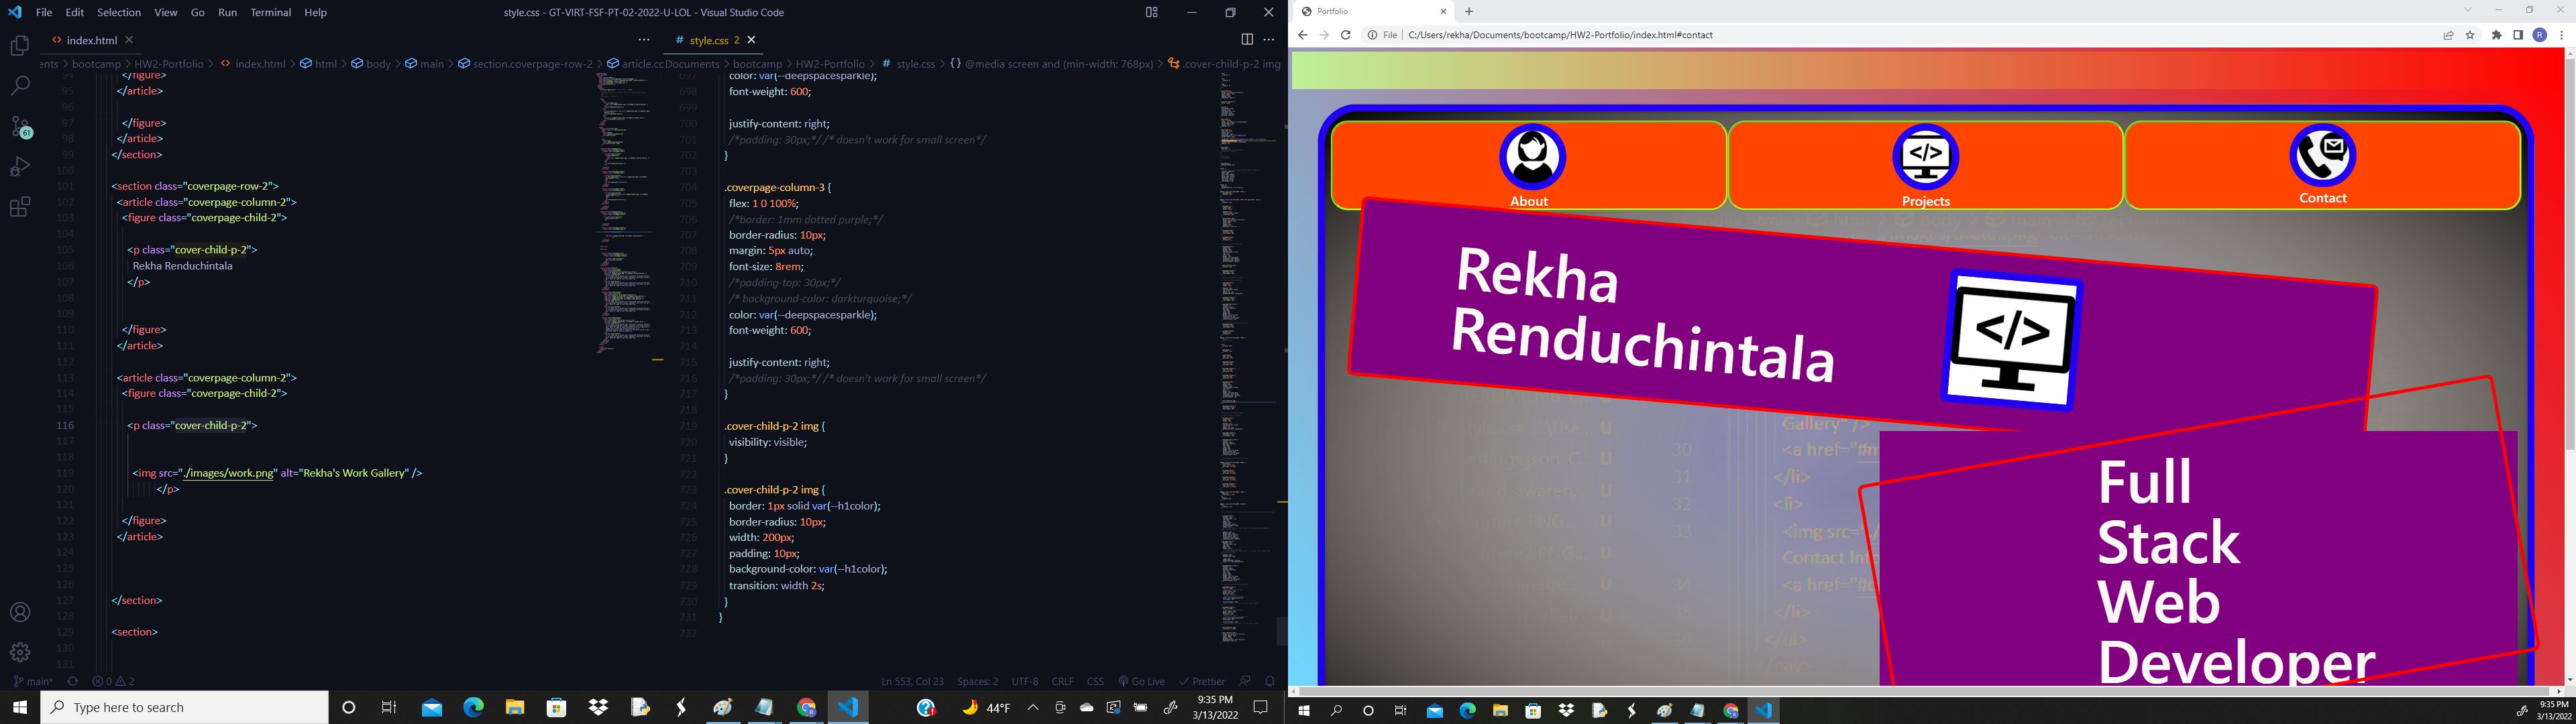 File Edit Selection View Go Run Terminal Help
style.css - GT-VIRT-FSF-PT-02-2022-U-LOL - Visual Studio Code
index.html
ents > bootcamp > HW2-Portfolio > index.html > html > body > main > section.coverpage-row-2 > article.cc
94 </figure>
95 </article>
96
97 </figure>
98 </article>
99 </section>
100
101 <section class="coverpage-row-2">
102 <article class="coverpage-column-2">
103 <figure class="coverpage-child-2">
104
105 <p class="cover-child-p-2">
106 Rekha Renduchintala
107 </p>
108
109
110 </figure>
111 </article>
112
113 <article class="coverpage-column-2">
114 <figure class="coverpage-child-2">
115
116 <p class="cover-child-p-2">
117
118
119 <img src="./images/work.png" alt="Rekha's Work Gallery" />
120 </p>
121
122 </figure>
123 </article>
124
125
126
127 </section>
128
129 <section>
130
131
style.css 2
Documents > bootcamp > HW2-Portfolio > # style.css > {} @media screen and (min-width: 768px) > .cover-child-p-2 img
697 color: var(--deepspacesparkle);
698 font-weight: 600;
699
700 justify-content: right;
701 /*padding: 30px;*/ /* doesn't work for small screen*/
702 }
703
704 .coverpage-column-3 {
705 flex: 1 0 100%;
706 /*border: 1mm dotted purple;*/
707 border-radius: 10px;
708 margin: 5px auto;
709 font-size: 8rem;
710 /*padding-top: 30px;*/
711 /* background-color: darkturquoise;*/
712 color: var(--deepspacesparkle);
713 font-weight: 600;
714
715 justify-content: right;
716 /*padding: 30px;*/ /* doesn't work for small screen*/
717 }
718
719 .cover-child-p-2 img {
720 visibility: visible;
721 }
722
723 .cover-child-p-2 img {
724 border: 1px solid var(--h1color);
725 border-radius: 10px;
726 width: 200px;
727 padding: 10px;
728 background-color: var(--h1color);
729 transition: width 2s;
730 }
731 }
732
61
main* 0 2
Ln 553, Col 23 Spaces: 2 UTF-8 CRLF CSS Go Live Prettier
Type here to search
44°F
9:35 PM
3/13/2022
Portfolio
File | C:/Users/rekha/Documents/bootcamp/HW2-Portfolio/index.html#contact
R
About
Projects
Contact
Rekha
Renduchintala
</>
Gallery" />
30 <a href="#
31 </li>
32 <li>
33 <img src="
Contact
<a href="#
</li>
</ul>
</nav>
Full
Stack
Web
Developer
9:35 PM
3/13/2022